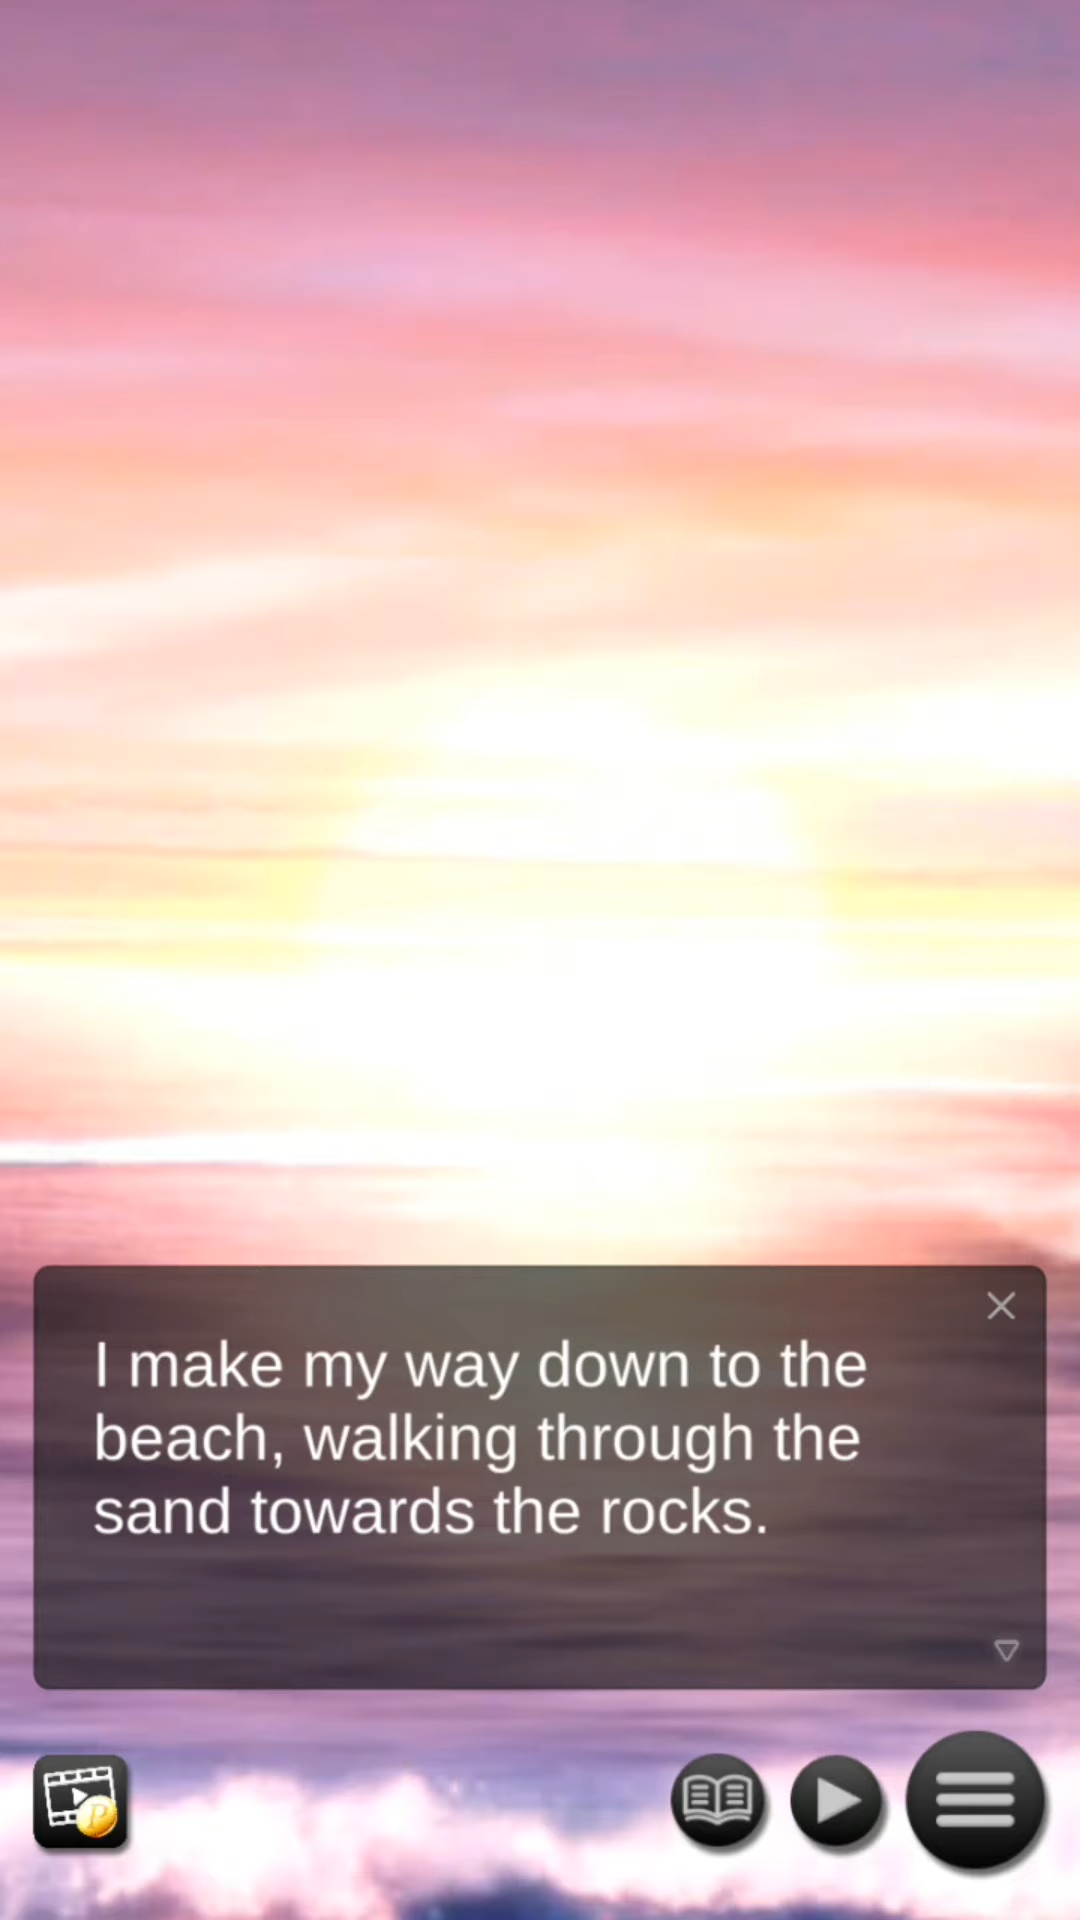 I make my way down to the
beach, walking through the
sand towards the rocks.
P